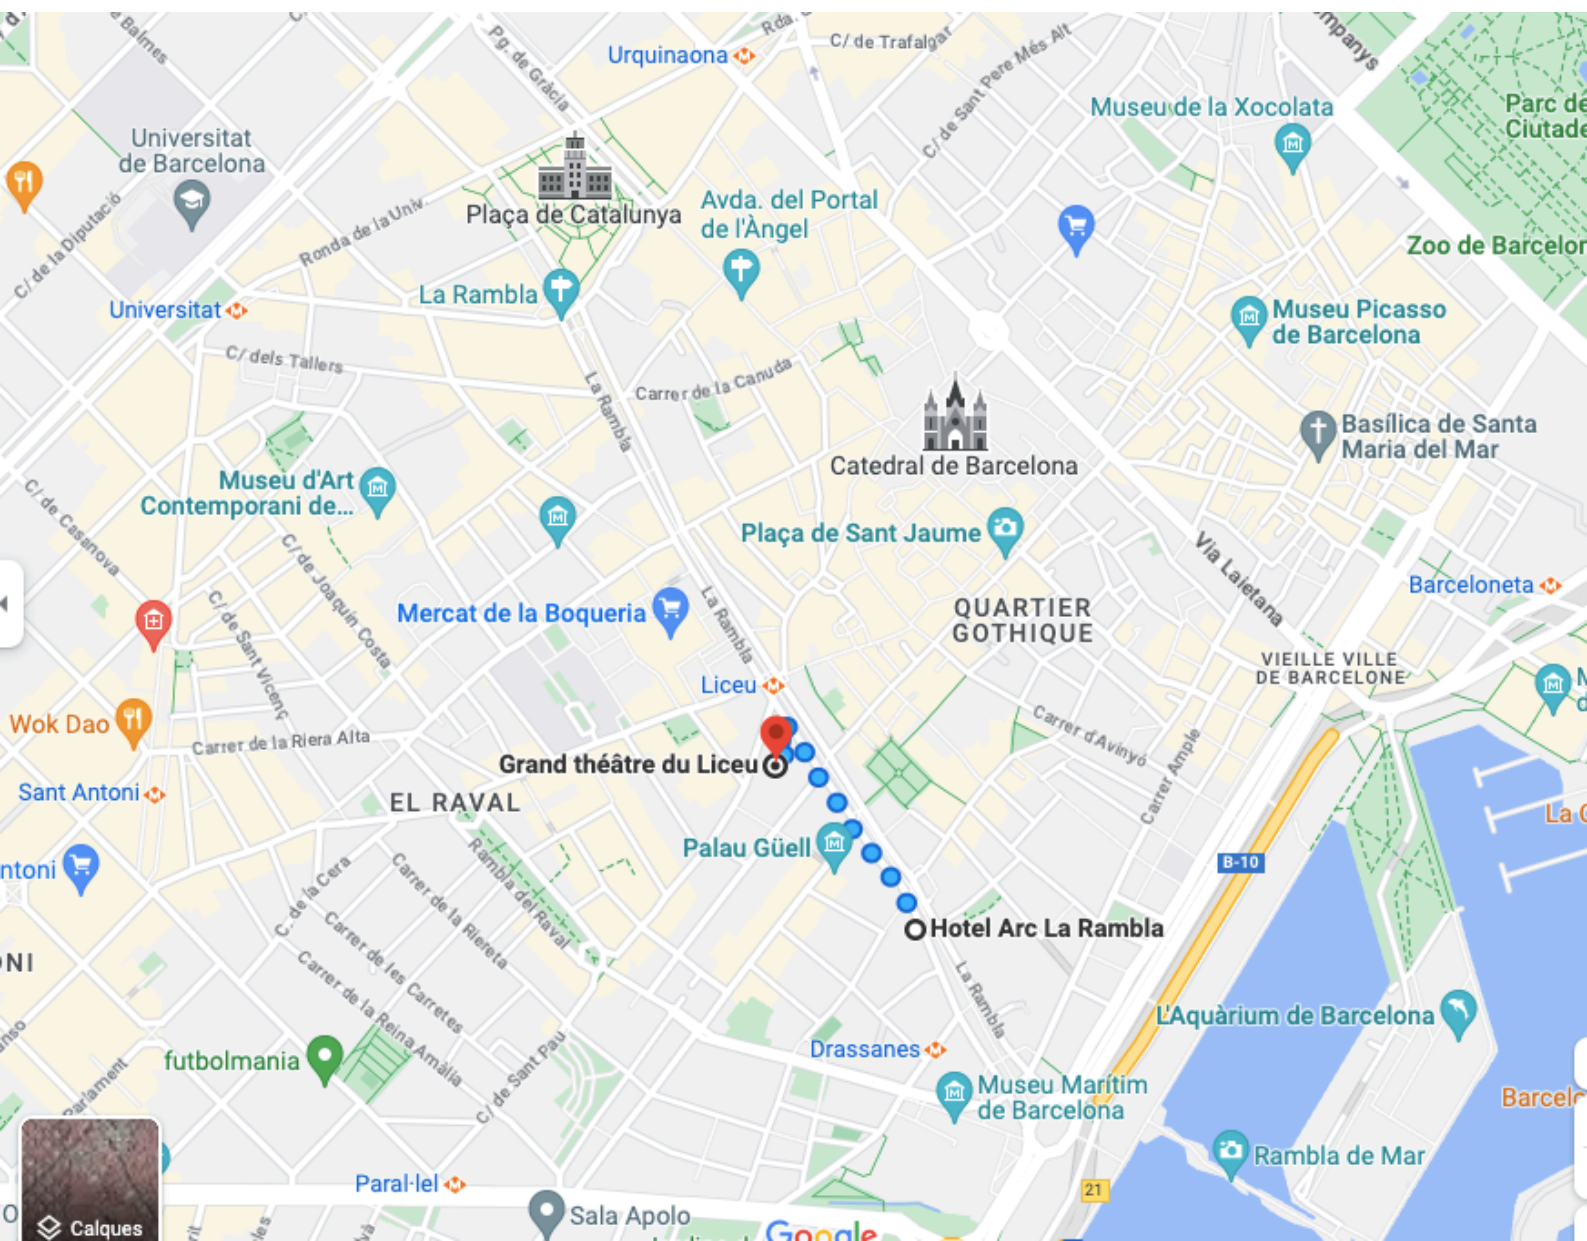 Balmes
Pg. de Gràcia
Urquinaona
Rda.
C/ de Trafalgar
C/ de Sant Pere Més Alt
mpanys
Museu de la Xocolata
Parc de
Ciutade
Universitat
de Barcelona
Plaça de Catalunya
Avda. del Portal
de l'Àngel
Ronda de la Univ.
C/ de la Diputació
Zoo de Barcelon
La Rambla
Universitat
Museu Picasso
de Barcelona
C/ dels Tallers
La Rambla
Carrer de la Canuda
Catedral de Barcelona
Basílica de Santa
Maria del Mar
Museu d'Art
Contemporani de...
C/ de Casanova
Plaça de Sant Jaume
C/ de Joaquín Costa
Via Laietana
Barceloneta
Mercat de la Boqueria
La Rambla
QUARTIER
GOTHIQUE
C/ de Sant Vicenç
VIEILLE VILLE
DE BARCELONE
Liceu
Wok Dao
Carrer de la Riera Alta
Carrer d'Avinyó
Carrer Ample
Grand théâtre du Liceu
Sant Antoni
EL RAVAL
La
Palau Güell
B-10
ntoni
C. de la Cera
Rambla del Raval
Carrer de la Riereta
Hotel Arc La Rambla
Carrer de les Carretes
ONI
Carrer de la Reina Amàlia
La Rambla
L'Aquàrium de Barcelona
Drassanes
futbolmania
C/ de Sant Pau
Parlament
Museu Marítim
de Barcelona
Barcelo
Rambla de Mar
Paral·lel
21
Sala Apolo
Calques
Google